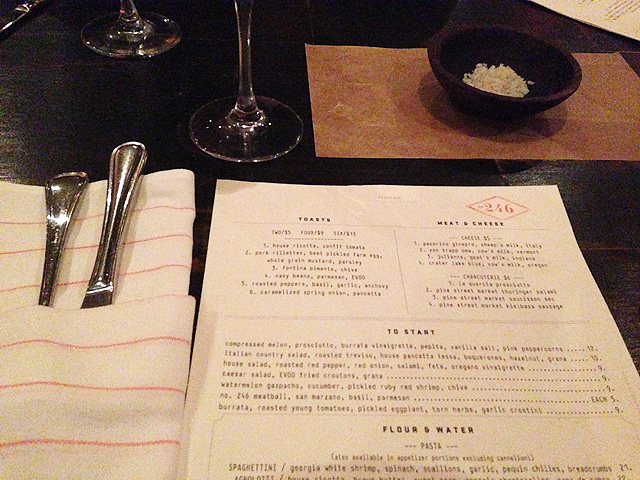 DINNER
no 246
TOASTS
TWO/$5 FOUR/$9 SIX/$13
1. house ricotta, confit tomato
2. pork rillettes, beet pickled farm egg,
whole grain mustard, parsley
3. fontina pimento, chive
4. navy beans, parmesan, EVOO
5. roasted peppers, basil, garlic, anchovy
6. caramelized spring onion, pancetta
MEAT & CHEESE
CHEESE $5
1. pecorino ginepro, sheep's milk, italy
2. von trapp oma, cow's milk, vermont
3. julianna, goat's milk, indiana
4. crater lake blue, cow's milk, oregon
CHARCUTERIE $4
1. la quercia prosciutto
2. pine street market hungarian salami
3. pine street market saucisson sec
4. pine street market kielbasa sausage
TO START
compressed melon, prosciutto, burrata vinaigrette, pepita, vanilla salt, pink peppercorns ..... 12.
italian country salad, roasted treviso, house pancetta tessa, boquerones, hazelnut, grana ... 10.
house salad, roasted red pepper, red onion, salami, feta, oregano vinaigrette ..... 9.
caesar salad, EVOO fried croutons, grana ..... 9.
watermelon gazpacho, cucumber, pickled ruby red shrimp, chive ..... 9.
no. 246 meatball, san marzano, basil, parmesan ..... EACH 5.
burrata, roasted young tomatoes, pickled eggplant, torn herbs, garlic crostini ..... 9.
FLOUR & WATER
--- PASTA ---
(also available in appetizer portions excluding cannelloni)
SPAGHETTINI / georgia white shrimp, spinach, scallions, garlic, pequin chilies, breadcrumbs 21.
AGNOLOTTI / house ricotta,